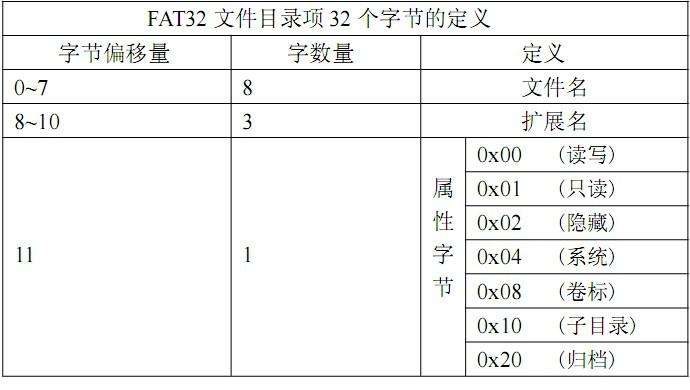 FAT32 文件目录项 32 个字节的定义
字节偏移量 字数量 定义
0~7 8 文件名
8~10 3 扩展名
11 1 属性字节
0x00 (读写)
0x01 (只读)
0x02 (隐藏)
0x04 (系统)
0x08 (卷标)
0x10 (子目录)
0x20 (归档)